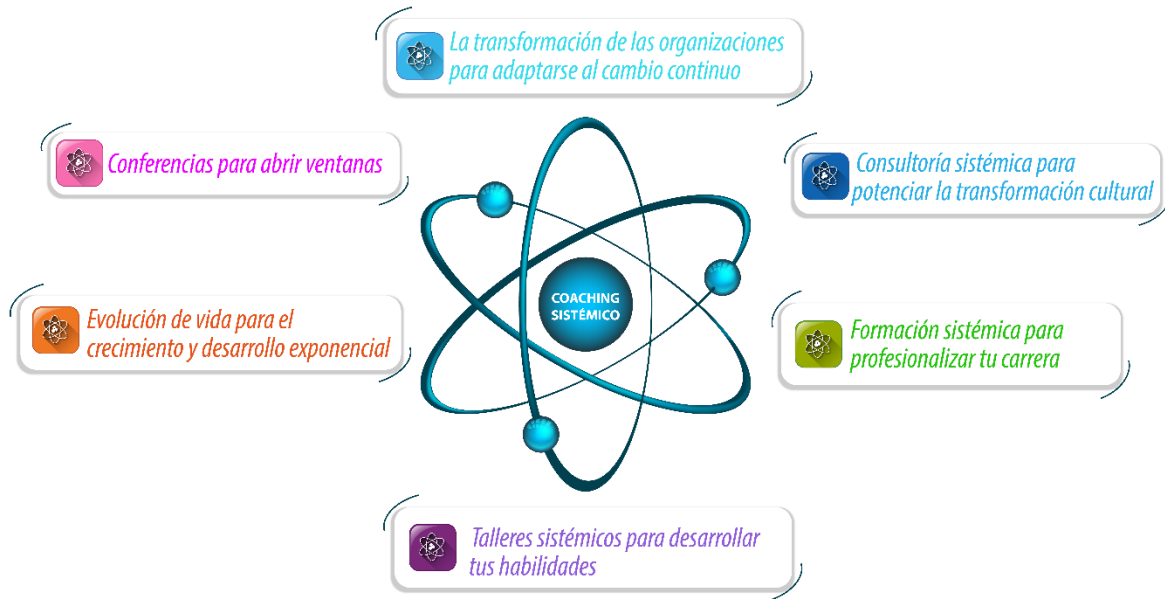 La transformación de las organizaciones
para adaptarse al cambio continuo
Conferencias para abrir ventanas
Consultoría sistémica para
potenciar la transformación cultural
COACHING
SISTÉMICO
Evolución de vida para el
crecimiento y desarrollo exponencial
Formación sistémica para
profesionalizar tu carrera
Talleres sistémicos para desarrollar
tus habilidades